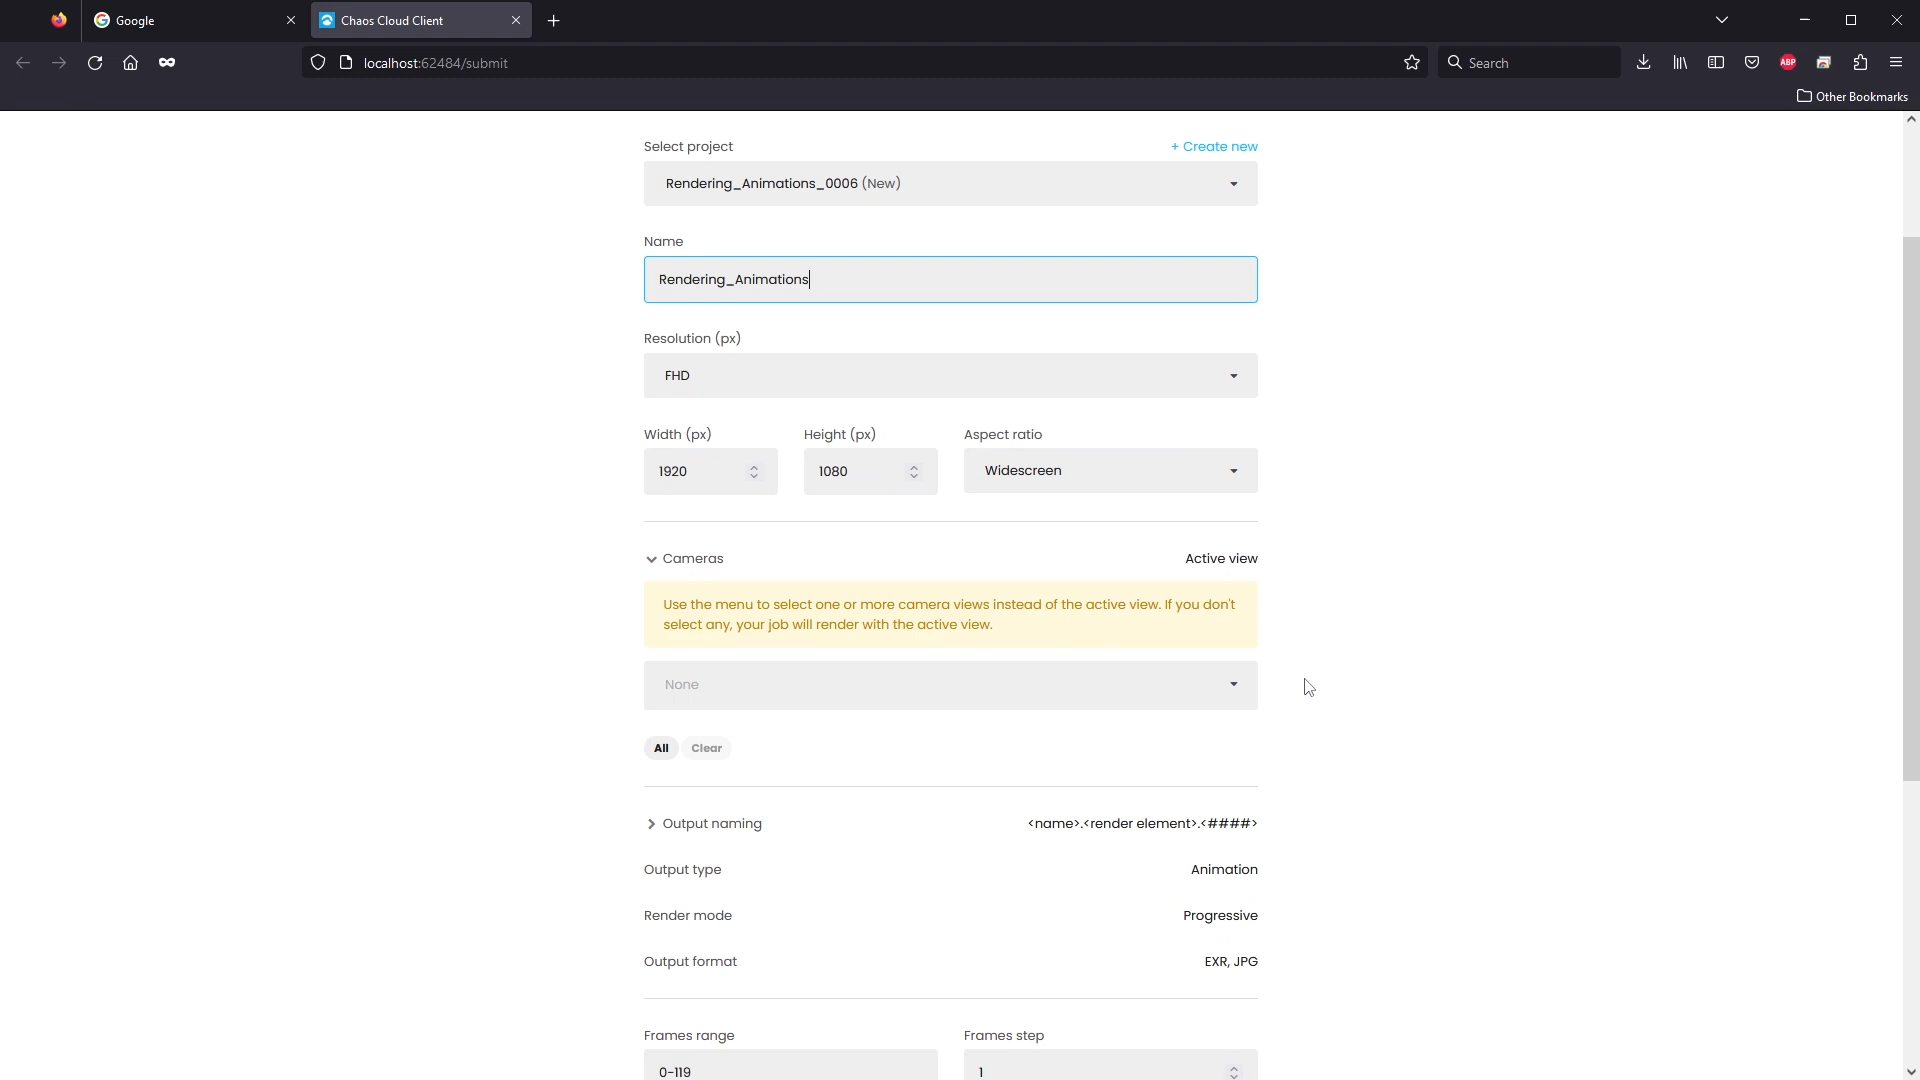 Google
Chaos Cloud Client
localhost:62484/submit
Search
ABP
Other Bookmarks
Select project
+ Create new
Rendering_Animations_0006 (New)
Name
Rendering_Animations
Resolution (px)
FHD
Width (px)
Height (px)
Aspect ratio
1920
1080
Widescreen
Cameras
Active view
Use the menu to select one or more camera views instead of the active view. If you don't
select any, your job will render with the active view.
None
All
Clear
Output naming
<name>.<render element>.<####>
Output type
Animation
Render mode
Progressive
Output format
EXR, JPG
Frames range
Frames step
0-119
1